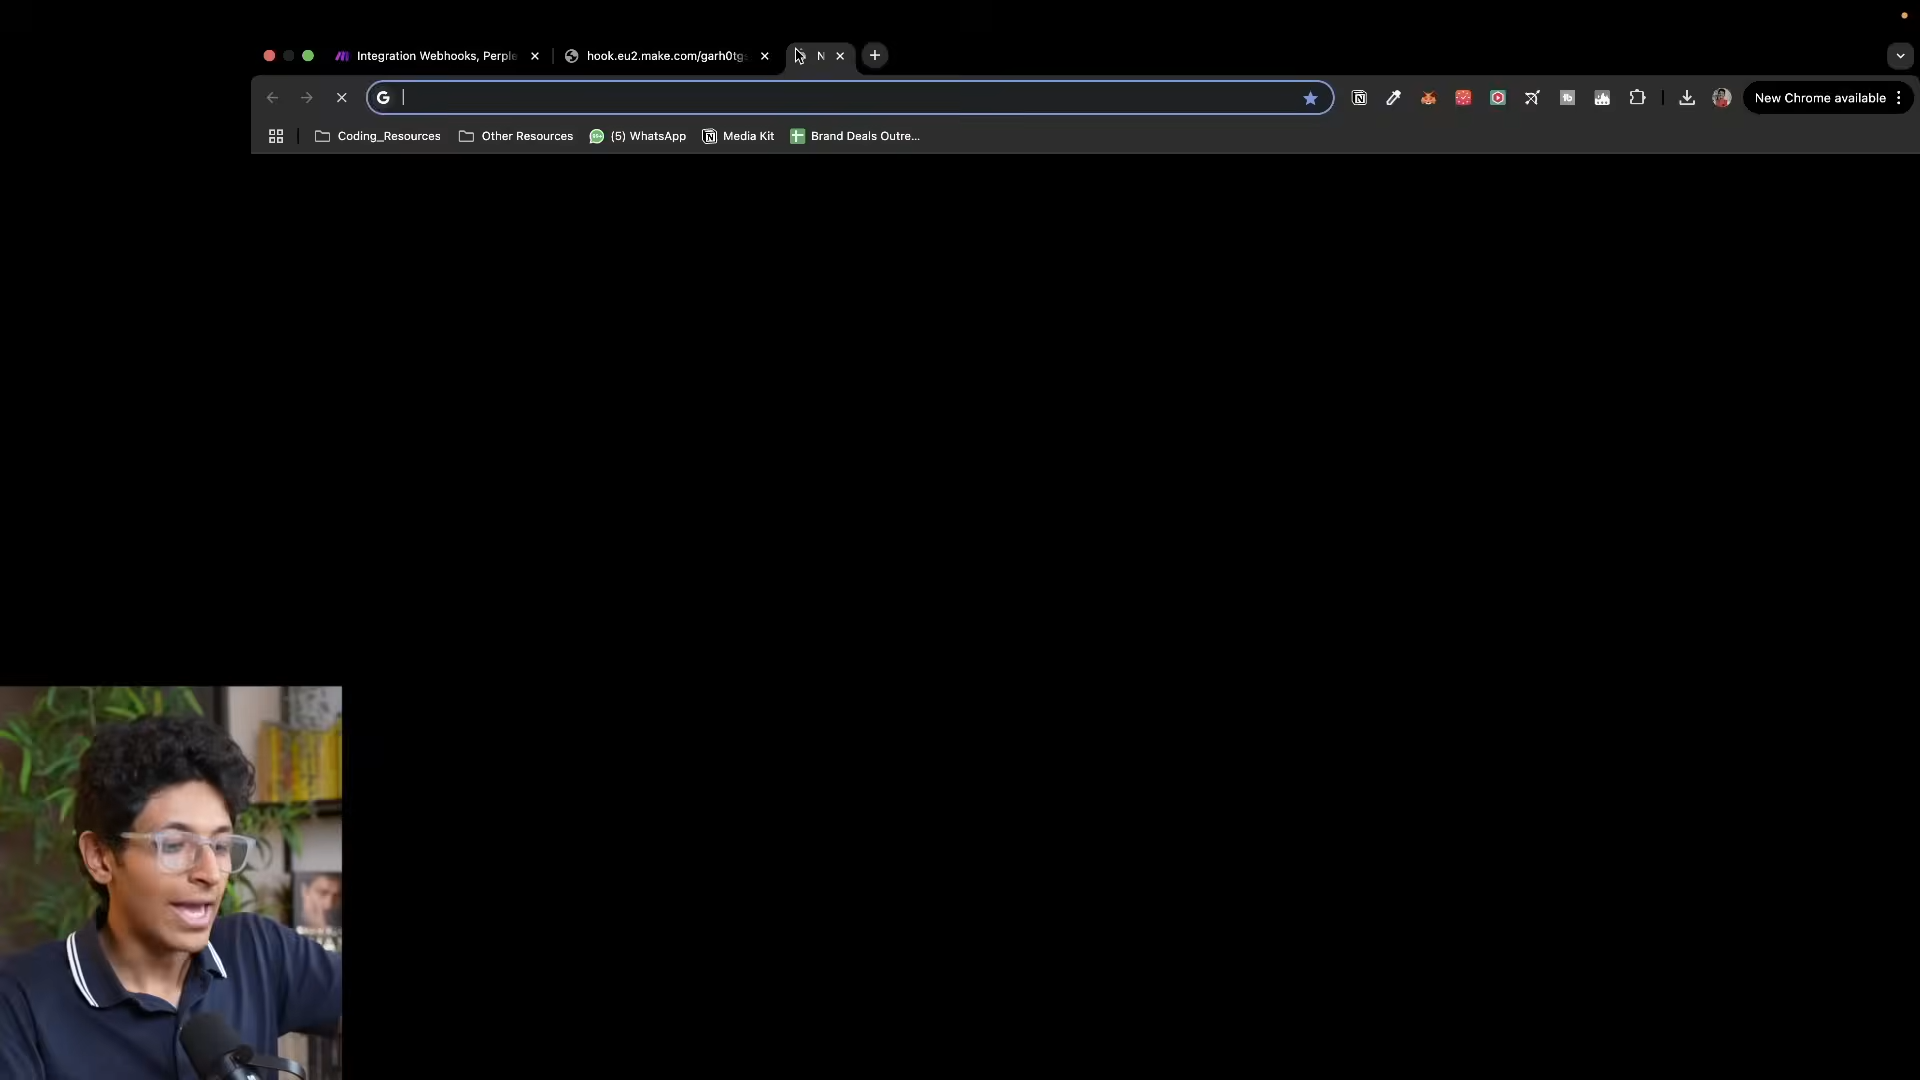 Integration Webhooks, Perple
hook.eu2.make.com/garh0tg
N
New Chrome available
Coding_Resources
Other Resources
(5) WhatsApp
Media Kit
Brand Deals Outre...